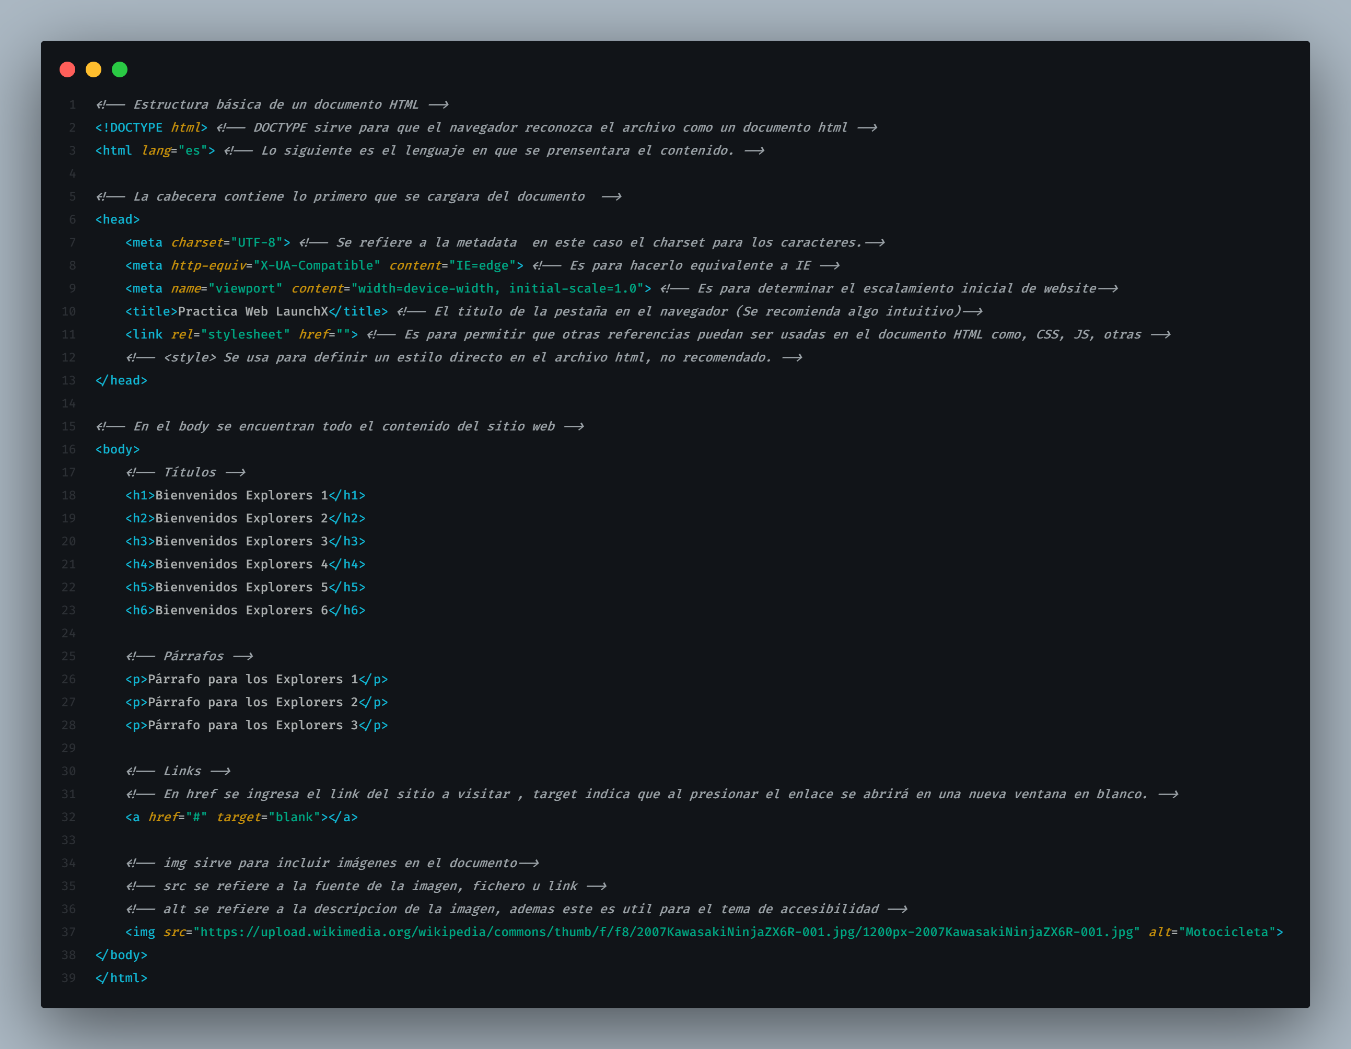 1 <!-- Estructura básica de un documento HTML -->
2 <!DOCTYPE html> <!-- DOCTYPE sirve para que el navegador reconozca el archivo como un documento html -->
3 <html lang="es"> <!-- Lo siguiente es el lenguaje en que se prensentara el contenido. -->
4
5 <!-- La cabecera contiene lo primero que se cargara del documento  -->
6 <head>
7     <meta charset="UTF-8"> <!-- Se refiere a la metadata  en este caso el charset para los caracteres.-->
8     <meta http-equiv="X-UA-Compatible" content="IE=edge"> <!-- Es para hacerlo equivalente a IE -->
9     <meta name="viewport" content="width=device-width, initial-scale=1.0"> <!-- Es para determinar el escalamiento inicial de website-->
10     <title>Practica Web LaunchX</title> <!-- El titulo de la pestaña en el navegador (Se recomienda algo intuitivo)-->
11     <link rel="stylesheet" href=""> <!-- Es para permitir que otras referencias puedan ser usadas en el documento HTML como, CSS, JS, otras -->
12     <!-- <style> Se usa para definir un estilo directo en el archivo html, no recomendado. -->
13 </head>
14
15 <!-- En el body se encuentran todo el contenido del sitio web -->
16 <body>
17     <!-- Títulos -->
18     <h1>Bienvenidos Explorers 1</h1>
19     <h2>Bienvenidos Explorers 2</h2>
20     <h3>Bienvenidos Explorers 3</h3>
21     <h4>Bienvenidos Explorers 4</h4>
22     <h5>Bienvenidos Explorers 5</h5>
23     <h6>Bienvenidos Explorers 6</h6>
24
25     <!-- Párrafos -->
26     <p>Párrafo para los Explorers 1</p>
27     <p>Párrafo para los Explorers 2</p>
28     <p>Párrafo para los Explorers 3</p>
29
30     <!-- Links -->
31     <!-- En href se ingresa el link del sitio a visitar , target indica que al presionar el enlace se abrirá en una nueva ventana en blanco. -->
32     <a href="#" target="blank"></a>
33
34     <!-- img sirve para incluir imágenes en el documento-->
35     <!-- src se refiere a la fuente de la imagen, fichero u link -->
36     <!-- alt se refiere a la descripcion de la imagen, ademas este es util para el tema de accesibilidad -->
37     <img src="https://upload.wikimedia.org/wikipedia/commons/thumb/f/f8/2007KawasakiNinjaZX6R-001.jpg/1200px-2007KawasakiNinjaZX6R-001.jpg" alt="Motocicleta">
38 </body>
39 </html>